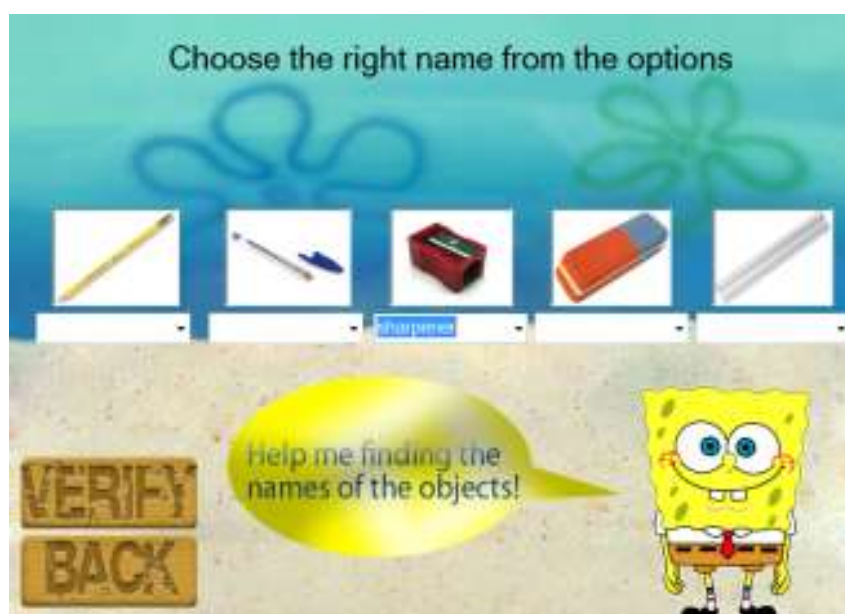 Choose the right name from the options
sharpener
Help me finding the
names of the objects!
VERIFY
BACK